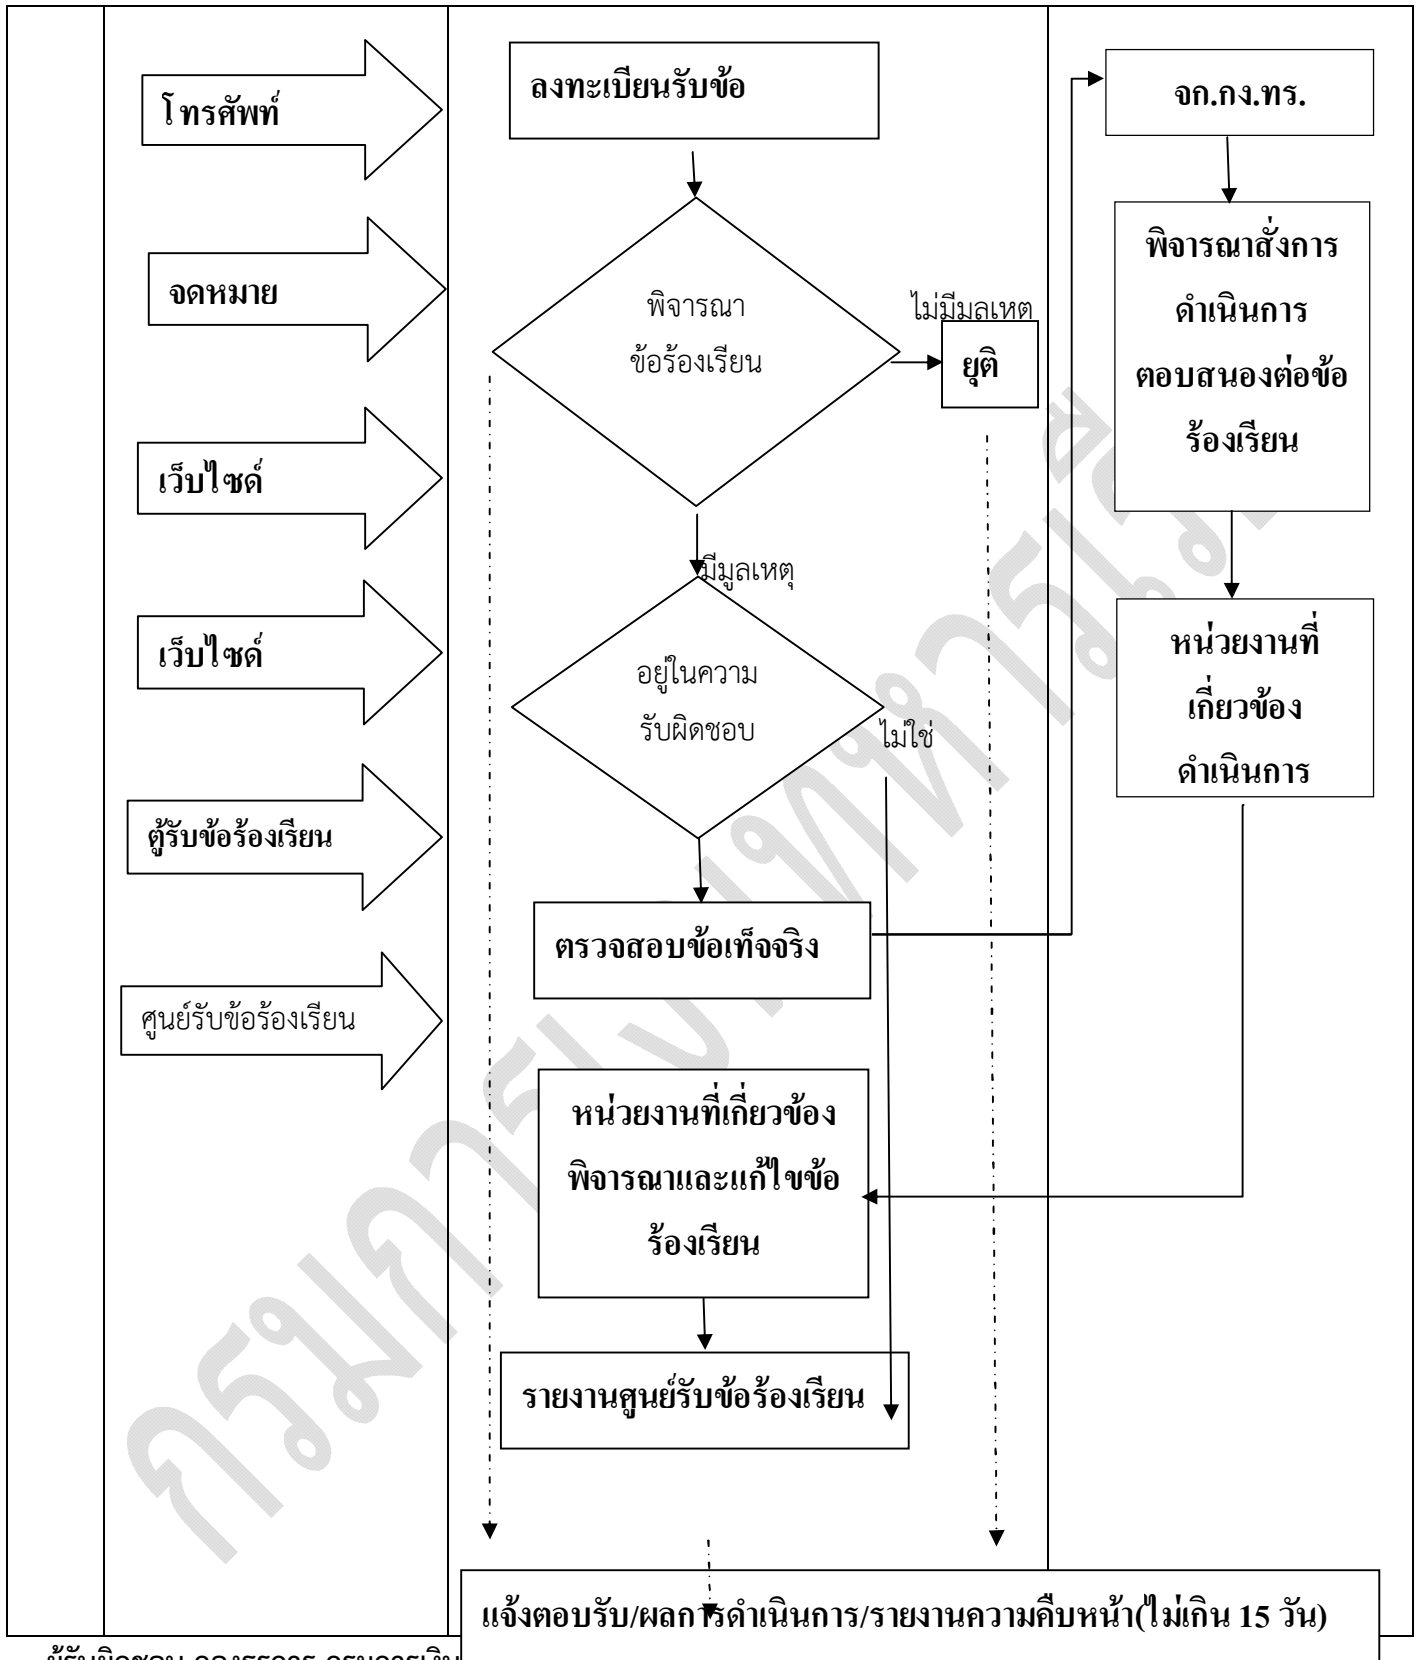 โทรศัพท์
จดหมาย
เว็บไซด์
เว็บไซด์
ตู้รับข้อร้องเรียน
ศูนย์รับข้อร้องเรียน
ลงทะเบียนรับข้อ
พิจารณา
ข้อร้องเรียน
ไม่มีมูลเหต
ยุติ
มีมูลเหตุ
อยู่ในความ
รับผิดชอบ
ไม่ใช่
ตรวจสอบข้อเท็จจริง
หน่วยงานที่เกี่ยวข้อง
พิจารณาและแก้ไขข้อ
ร้องเรียน
รายงานศูนย์รับข้อร้องเรียน
จก.กง.ทร.
พิจารณาสั่งการ
ดำเนินการ
ตอบสนองต่อข้อ
ร้องเรียน
หน่วยงานที่
เกี่ยวข้อง
ดำเนินการ
แจ้งตอบรับ/ผลการดำเนินการ/รายงานความคืบหน้า(ไม่เกิน 15 วัน)